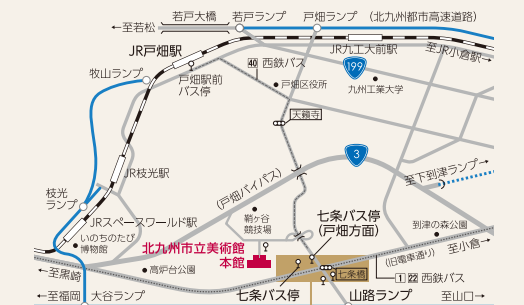 若戸大橋
若戸ランプ
戸畑ランプ
(北九州都市高速道路)
←至若松
JR戸畑駅
JR九工大前駅
至JR小倉駅→
牧山ランプ
戸畑駅前
バス停
40 西鉄バス
199
戸畑区役所
九州工業大学
天籟寺
3
JR枝光駅
至下到津ランプ→
(戸畑バイパス)
枝光
ランプ
鞘ヶ谷
競技場
七条バス停
(戸畑方面)
JRスペースワールド駅
到津の森公園
いのちのたび
博物館
北九州市立美術館
本館
至小倉→
(旧電車通り)
←至黒崎
高炉台公園
七条橋
1 22 西鉄バス
←至福岡
大谷ランプ
七条バス停
山路ランプ
至山口→